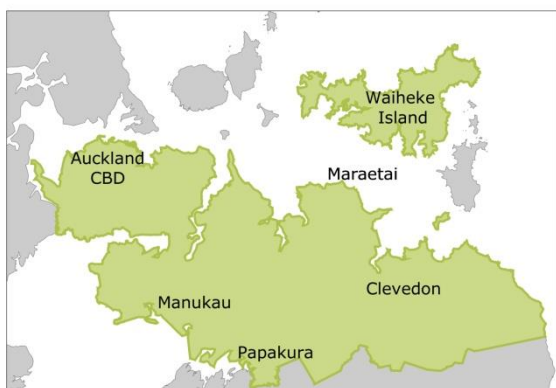 Waiheke
Island
Auckland
CBD
Maraetai
Clevedon
Manukau
Papakura